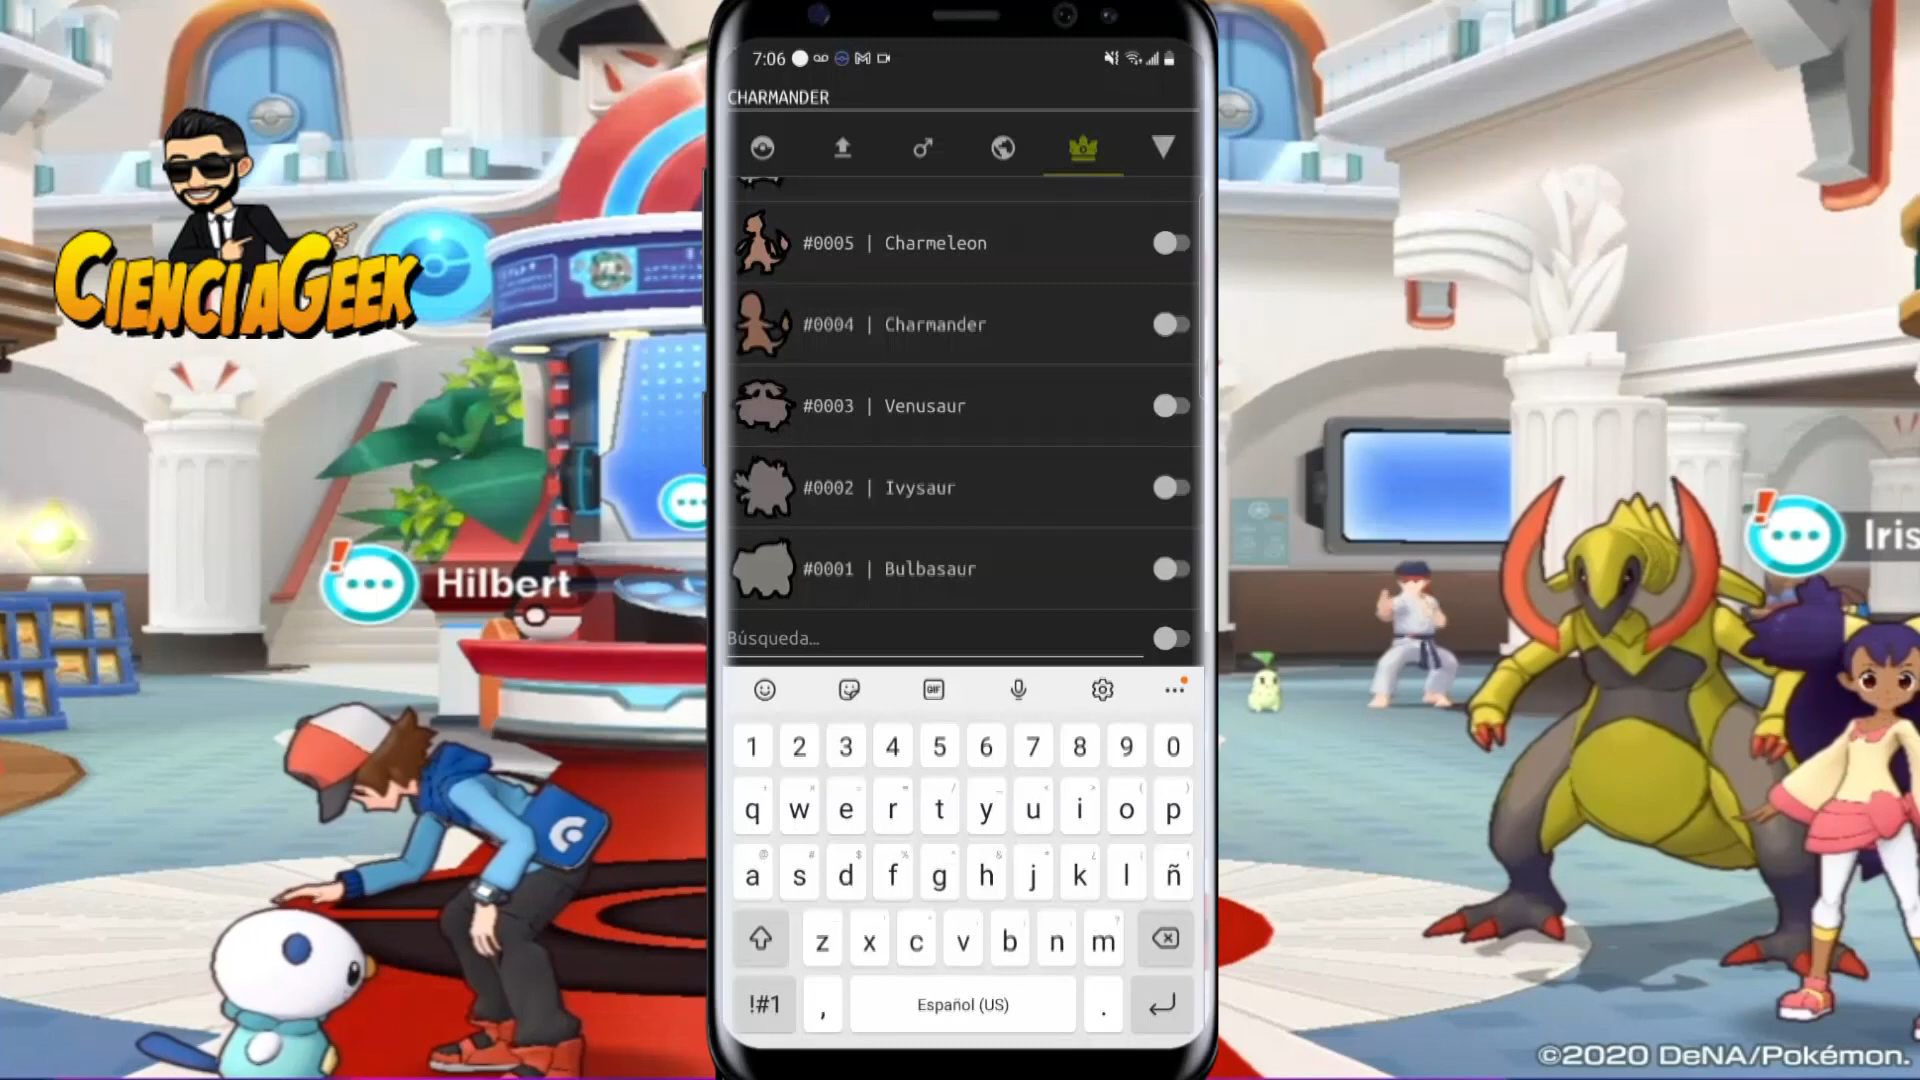 7:06
CHARMANDER
#0005 | Charmeleon
#0004 | Charmander
#0003 | Venusaur
#0002 | Ivysaur
#0001 | Bulbasaur
Búsqueda...
GIF
1 2 3 4 5 6 7 8 9 0
q w e r t y u i o p
a s d f g h j k l ñ
z x c v b n m
!#1 , Español (US) .
CIENCIAGEEK
Hilbert
Iris
©2020 DeNA/Pokémon.